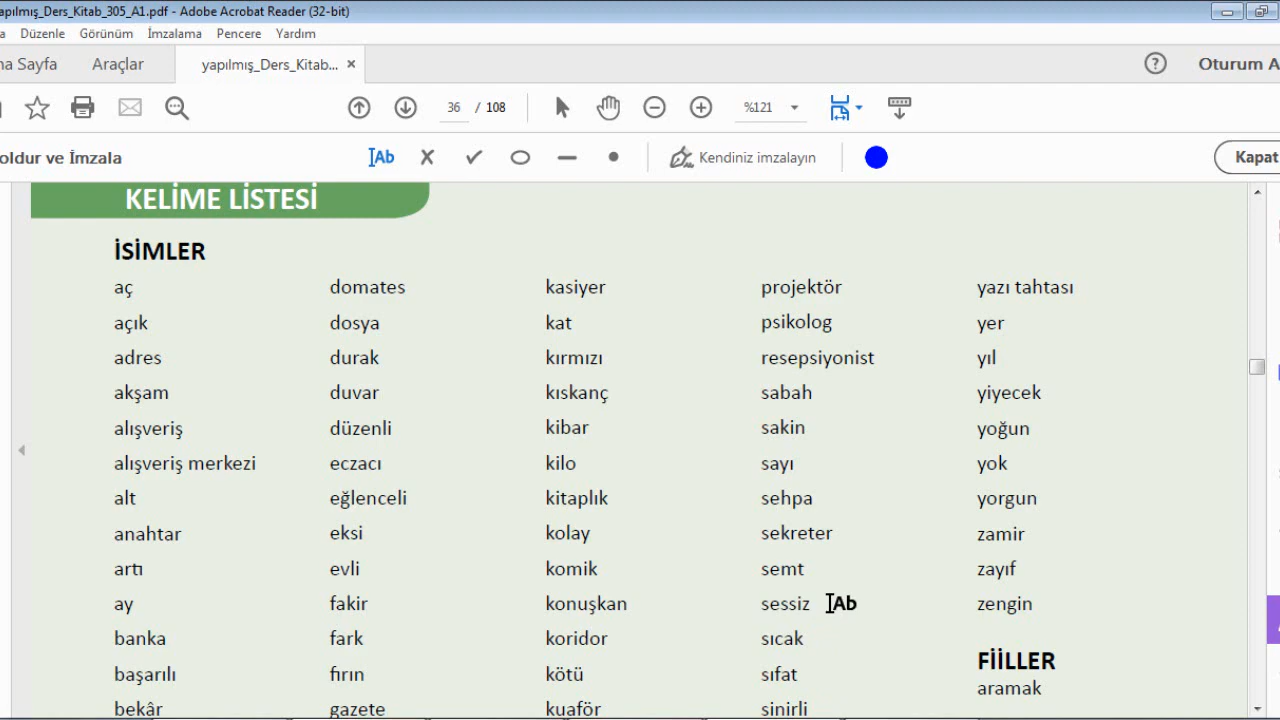 apılmış_Ders_Kitab_305_A1.pdf - Adobe Acrobat Reader (32-bit)
Düzenle Görünüm İmzalama Pencere Yardım
na Sayfa Araçlar yapılmış_Ders_Kitab... × ? Oturum A
36 / 108 %121
oldur ve İmzala Ab Kendiniz imzalayın Kapat
KELİME LİSTESİ
İSİMLER
aç domates kasiyer projektör yazı tahtası
açık dosya kat psikolog yer
adres durak kırmızı resepsiyonist yıl
akşam duvar kıskanç sabah yiyecek
alışveriş düzenli kibar sakin yoğun
alışveriş merkezi eczacı kilo sayı yok
alt eğlenceli kitaplık sehpa yorgun
anahtar eksi kolay sekreter zamir
artı evli komik semt zayıf
ay fakir konuşkan sessiz Ab zengin
banka fark koridor sıcak
başarılı fırın kötü sıfat FİİLLER
aramak
bekâr gazete kuaför sinirli